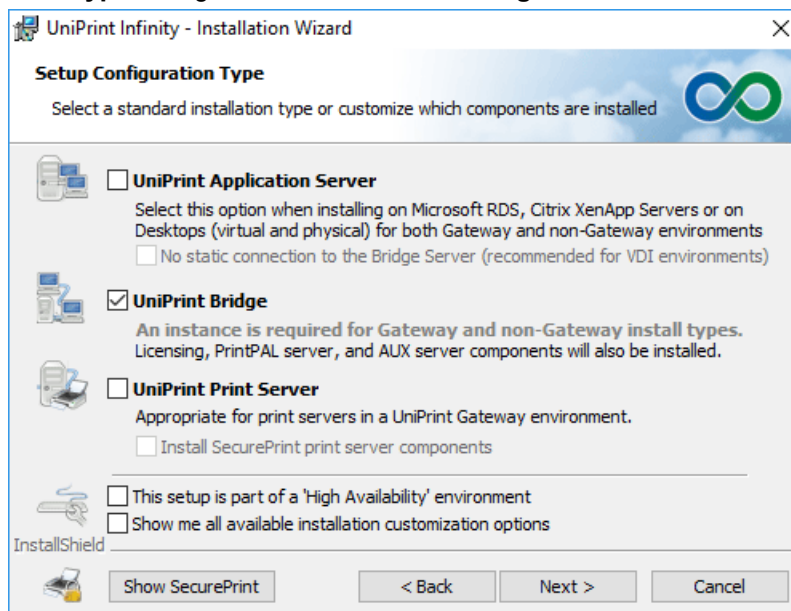 UniPrint Infinity - Installation Wizard
Setup Configuration Type
Select a standard installation type or customize which components are installed
UniPrint Application Server
Select this option when installing on Microsoft RDS, Citrix XenApp Servers or on
Desktops (virtual and physical) for both Gateway and non-Gateway environments
No static connection to the Bridge Server (recommended for VDI environments)
UniPrint Bridge
An instance is required for Gateway and non-Gateway install types.
Licensing, PrintPAL server, and AUX server components will also be installed.
UniPrint Print Server
Appropriate for print servers in a UniPrint Gateway environment.
Install SecurePrint print server components
This setup is part of a 'High Availability' environment
Show me all available installation customization options
InstallShield
Show SecurePrint < Back Next > Cancel